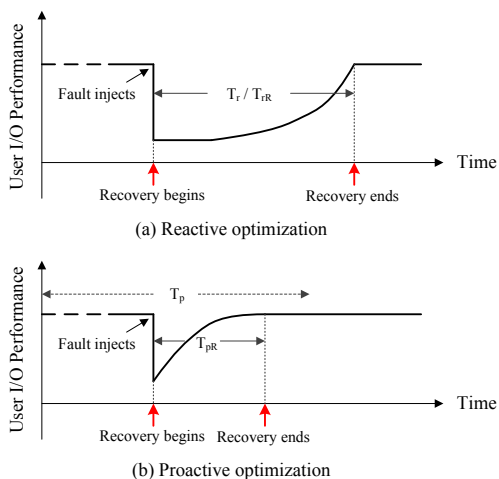 User I/O Performance
Fault injects
Tr / TrR
Time
Recovery begins
Recovery ends
(a) Reactive optimization
User I/O Performance
Tp
Fault injects
TpR
Time
Recovery begins
Recovery ends
(b) Proactive optimization